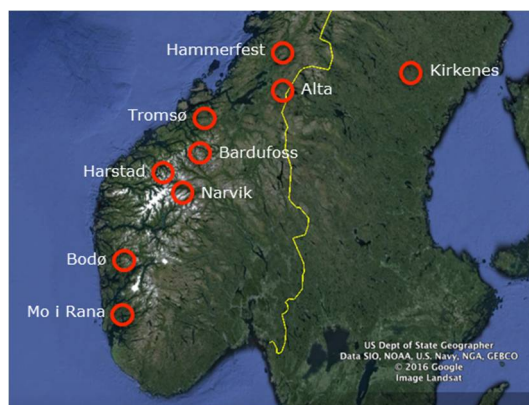 Hammerfest
Kirkenes
Alta
Tromsø
Bardufoss
Harstad
Narvik
Bodø
Mo i Rana
US Dept of State Geographer
Data SIO, NOAA, U.S. Navy, NGA, GEBCO
© 2016 Google
Image Landsat